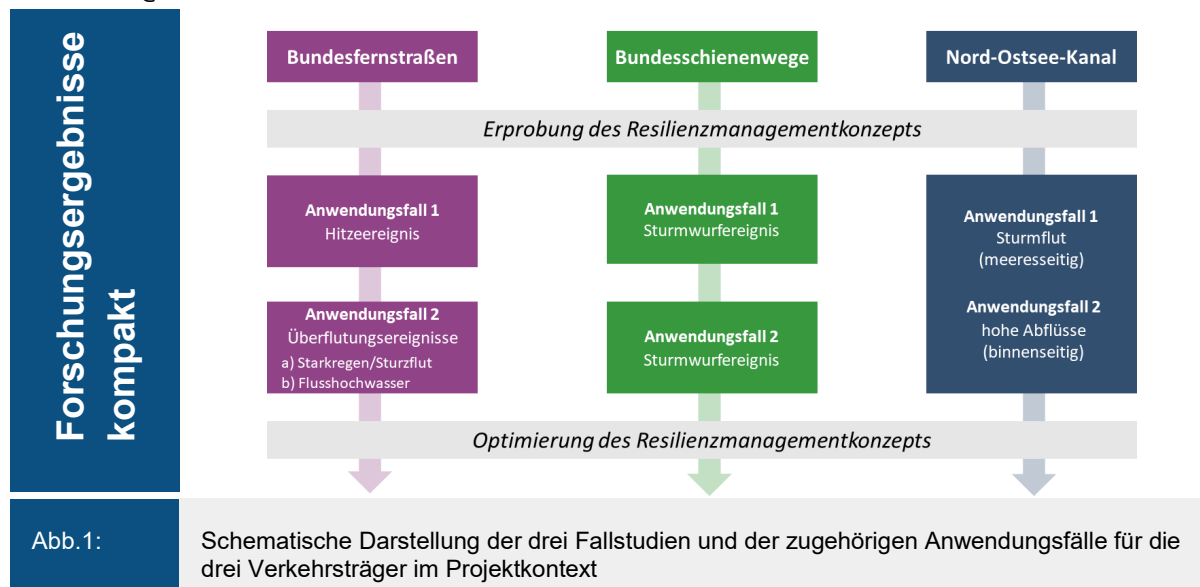 Forschungsergebnisse
kompakt
Bundesfernstraßen
Bundesschienenwege
Nord-Ostsee-Kanal
Erprobung des Resilienzmanagementkonzepts
Anwendungsfall 1
Hitzeereignis
Anwendungsfall 1
Sturmwurfereignis
Anwendungsfall 1
Sturmflut
(meeresseitig)
Anwendungsfall 2
Überflutungsereignisse
a) Starkregen/Sturzflut
b) Flusshochwasser
Anwendungsfall 2
Sturmwurfereignis
Anwendungsfall 2
hohe Abflüsse
(binnenseitig)
Optimierung des Resilienzmanagementkonzepts
Abb.1:
Schematische Darstellung der drei Fallstudien und der zugehörigen Anwendungsfälle für die
drei Verkehrsträger im Projektkontext